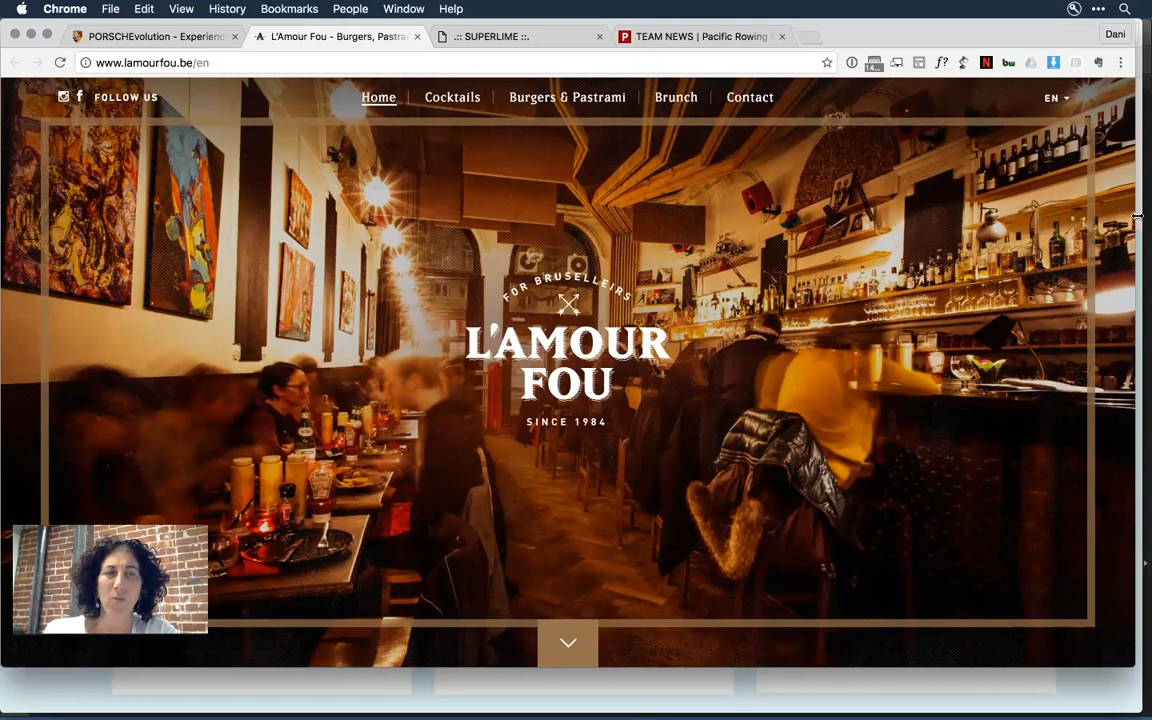 Chrome File Edit View History Bookmarks People Window Help
PORSCHEvolution - Experienc
L'Amour Fou - Burgers, Pastra
.:: SUPERLIME ::.
TEAM NEWS | Pacific Rowing
Dani
www.lamourfou.be/en
FOLLOW US
Home
Cocktails
Burgers & Pastrami
Brunch
Contact
EN
FOR BRUSELLEIRS
L'AMOUR
FOU
SINCE 1984